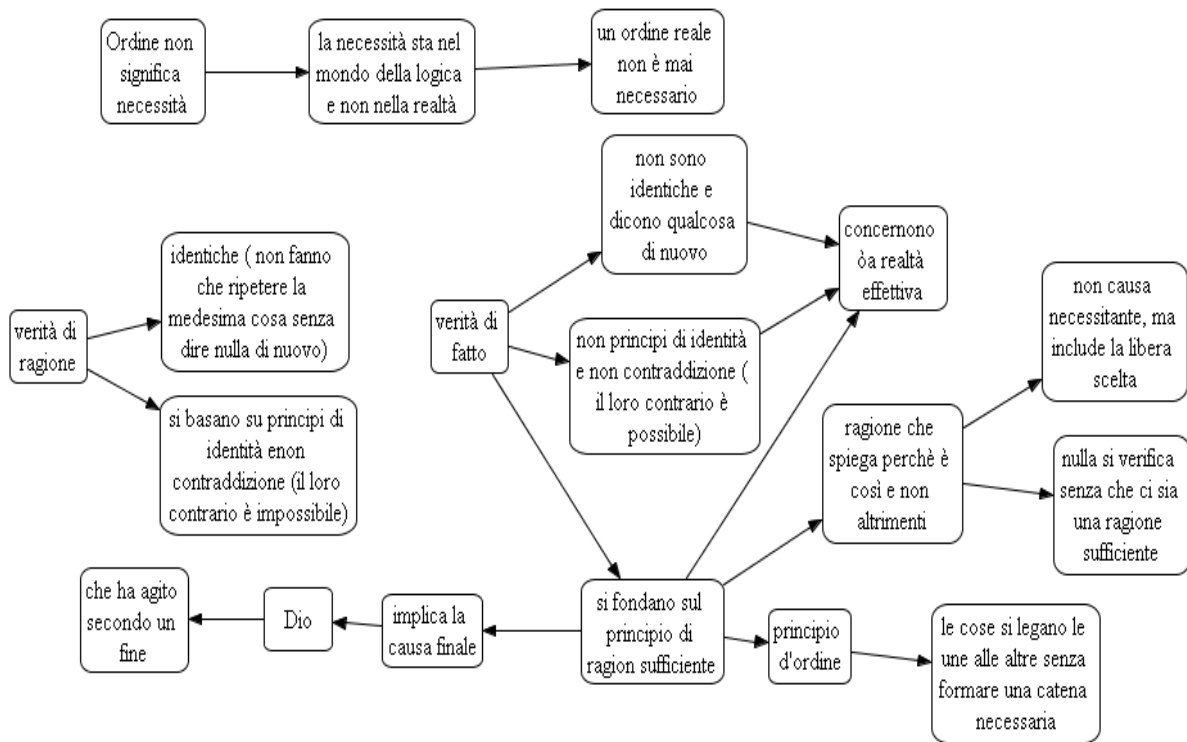 Ordine non
significa
necessità
la necessità sta nel
mondo della logica
e non nella realtà
un ordine reale
non è mai
necessario
verità di
ragione
identiche ( non fanno
che ripetere la
medesima cosa senza
dire nulla di nuovo)
si basano su principi di
identità enon
contraddizione (il loro
contrario è impossibile)
verità di
fatto
non sono
identiche e
dicono qualcosa
di nuovo
non principi di identità
e non contraddizione (
il loro contrario è
possibile)
concernono
òa realtà
effettiva
ragione che
spiega perchè è
così e non
altrimenti
non causa
necessitante, ma
include la libera
scelta
nulla si verifica
senza che ci sia
una ragione
sufficiente
si fondano sul
principio di
ragion sufficiente
implica la
causa finale
Dio
che ha agito
secondo un
fine
principio
d'ordine
le cose si legano le
une alle altre senza
formare una catena
necessaria